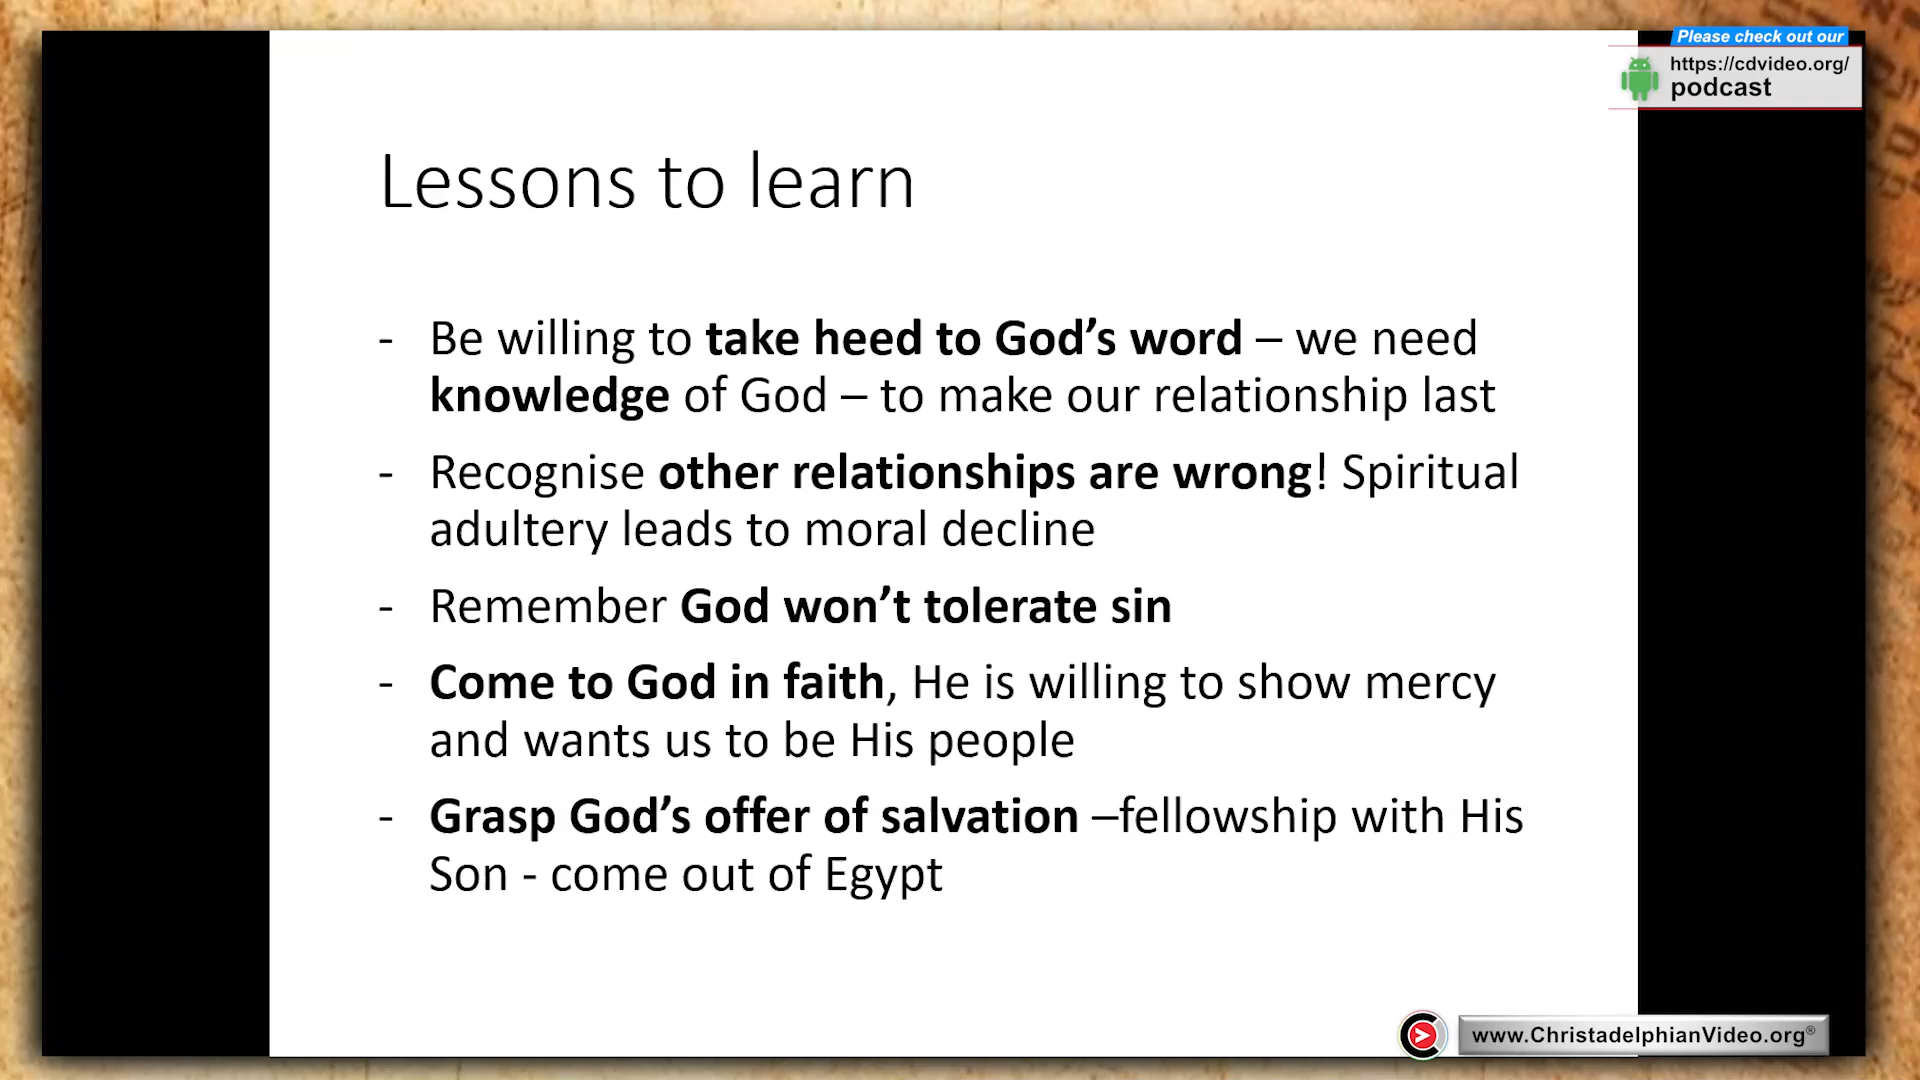 Please check out our
https://cdvideo.org/
podcast
Lessons to learn
- Be willing to take heed to God’s word – we need
knowledge of God – to make our relationship last
- Recognise other relationships are wrong! Spiritual
adultery leads to moral decline
- Remember God won’t tolerate sin
- Come to God in faith, He is willing to show mercy
and wants us to be His people
- Grasp God’s offer of salvation –fellowship with His
Son - come out of Egypt
www.ChristadelphianVideo.org®